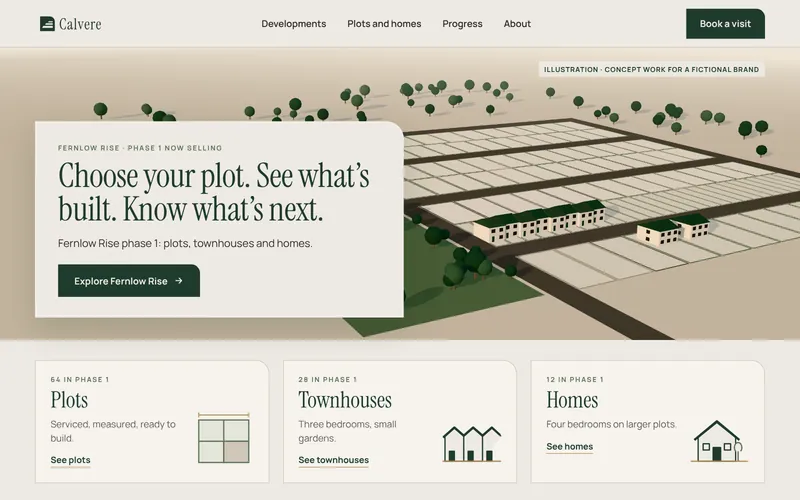 Calvere
Developments
Plots and homes
Progress
About
Book a visit
ILLUSTRATION · CONCEPT WORK FOR A FICTIONAL BRAND
FERNLOW RISE · PHASE 1 NOW SELLING
Choose your plot. See what’s
built. Know what’s next.
Fernlow Rise phase 1: plots, townhouses and homes.
Explore Fernlow Rise →
64 IN PHASE 1
Plots
Serviced, measured, ready to
build.
See plots
28 IN PHASE 1
Townhouses
Three bedrooms, small
gardens.
See townhouses
12 IN PHASE 1
Homes
Four bedrooms on larger plots.
See homes